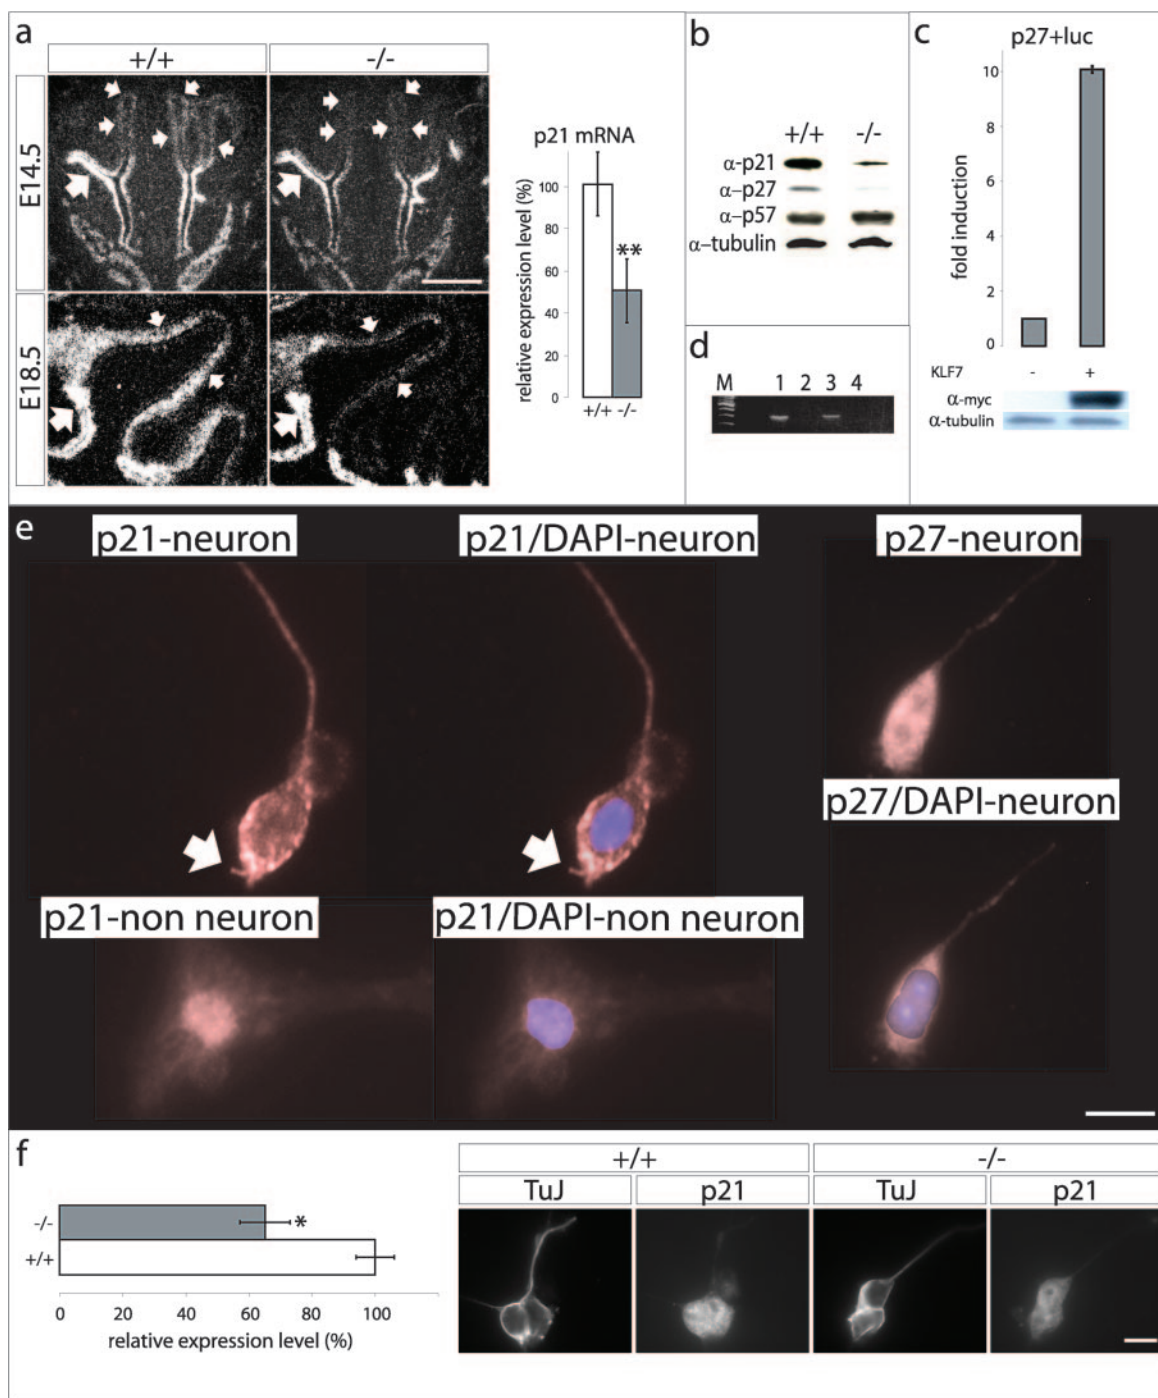 a
+/+
-/-
E14.5
E18.5
p21 mRNA
relative expression level (%)
100
80
60
40
20
0
**
+/+ -/-
b
+/+ -/-
α-p21
α-p27
α-p57
α-tubulin
c
p27+luc
fold induction
10
8
6
4
2
0
KLF7 - +
α-myc
α-tubulin
d
M 1 2 3 4
e
p21-neuron
p21/DAPI-neuron
p27-neuron
p27/DAPI-neuron
p21-non neuron
p21/DAPI-non neuron
f
-/-
*
+/+
0 20 40 60 80 100
relative expression level (%)
+/+ -/-
TuJ p21 TuJ p21